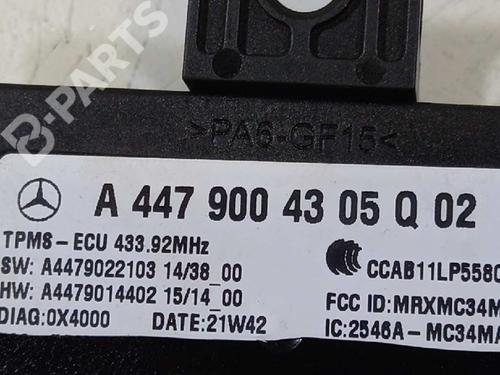 B-PARTS
>PA6-GF15<
A 447 900 43 05 Q 02
TPMS-ECU 433.92MHz
SW: A4479022103 14/38_00
HW: A4479014402 15/14_00
DIAG:0X4000 DATE:21W42
CCAB11LP5580
FCC ID:MRXMC34M
IC:2546A-MC34MA